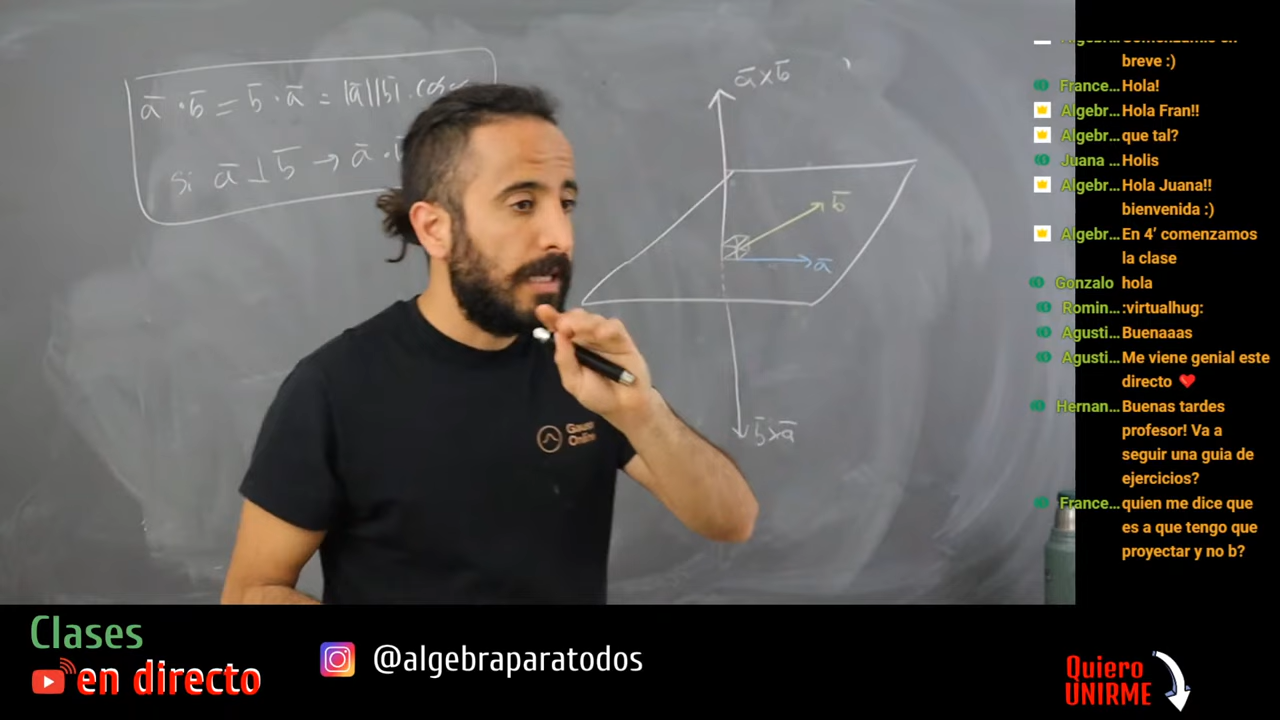 a̅ · b̅ = b̅ · a̅ = |a̅||b̅| . cos
si a̅ ⊥ b̅ → a̅ ·
a̅ x b̅
b̅
a̅
b̅ x a̅
Gauss
Online
breve :)
France... Hola!
Algebr... Hola Fran!!
Algebr... que tal?
Juana ... Holis
Algebr... Hola Juana!!
bienvenida :)
Algebr... En 4' comenzamos
la clase
Gonzalo hola
Romin... :virtualhug:
Agusti... Buenaaas
Agusti... Me viene genial este
directo ❤️
Hernan... Buenas tardes
profesor! Va a
seguir una guia de
ejercicios?
France... quien me dice que
es a que tengo que
proyectar y no b?
Clases
en directo
@algebraparatodos
Quiero
UNIRME